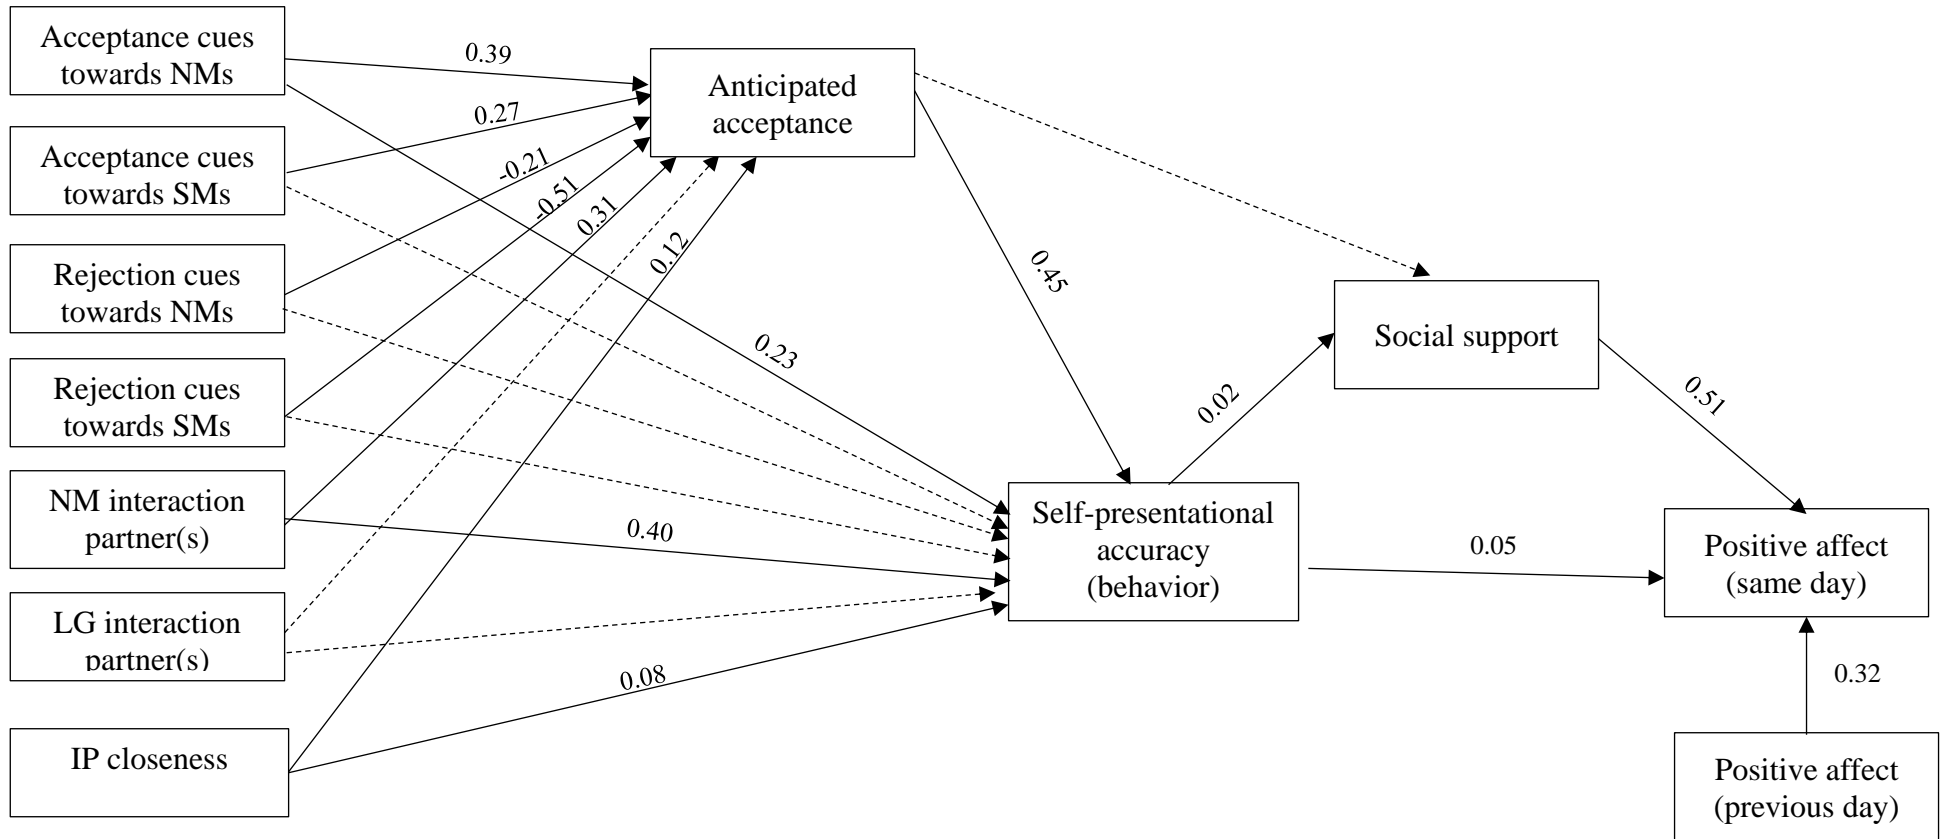 Acceptance cues
towards NMs
0.39
Anticipated
acceptance
0.27
Acceptance cues
towards SMs
-0.21
-0.51
0.31
0.12
Rejection cues
towards NMs
0.45
Social support
0.23
Rejection cues
towards SMs
0.02
0.51
NM interaction
partner(s)
0.40
Self-presentational
accuracy
(behavior)
0.05
Positive affect
(same day)
LG interaction
partner(s)
0.08
0.32
IP closeness
Positive affect
(previous day)